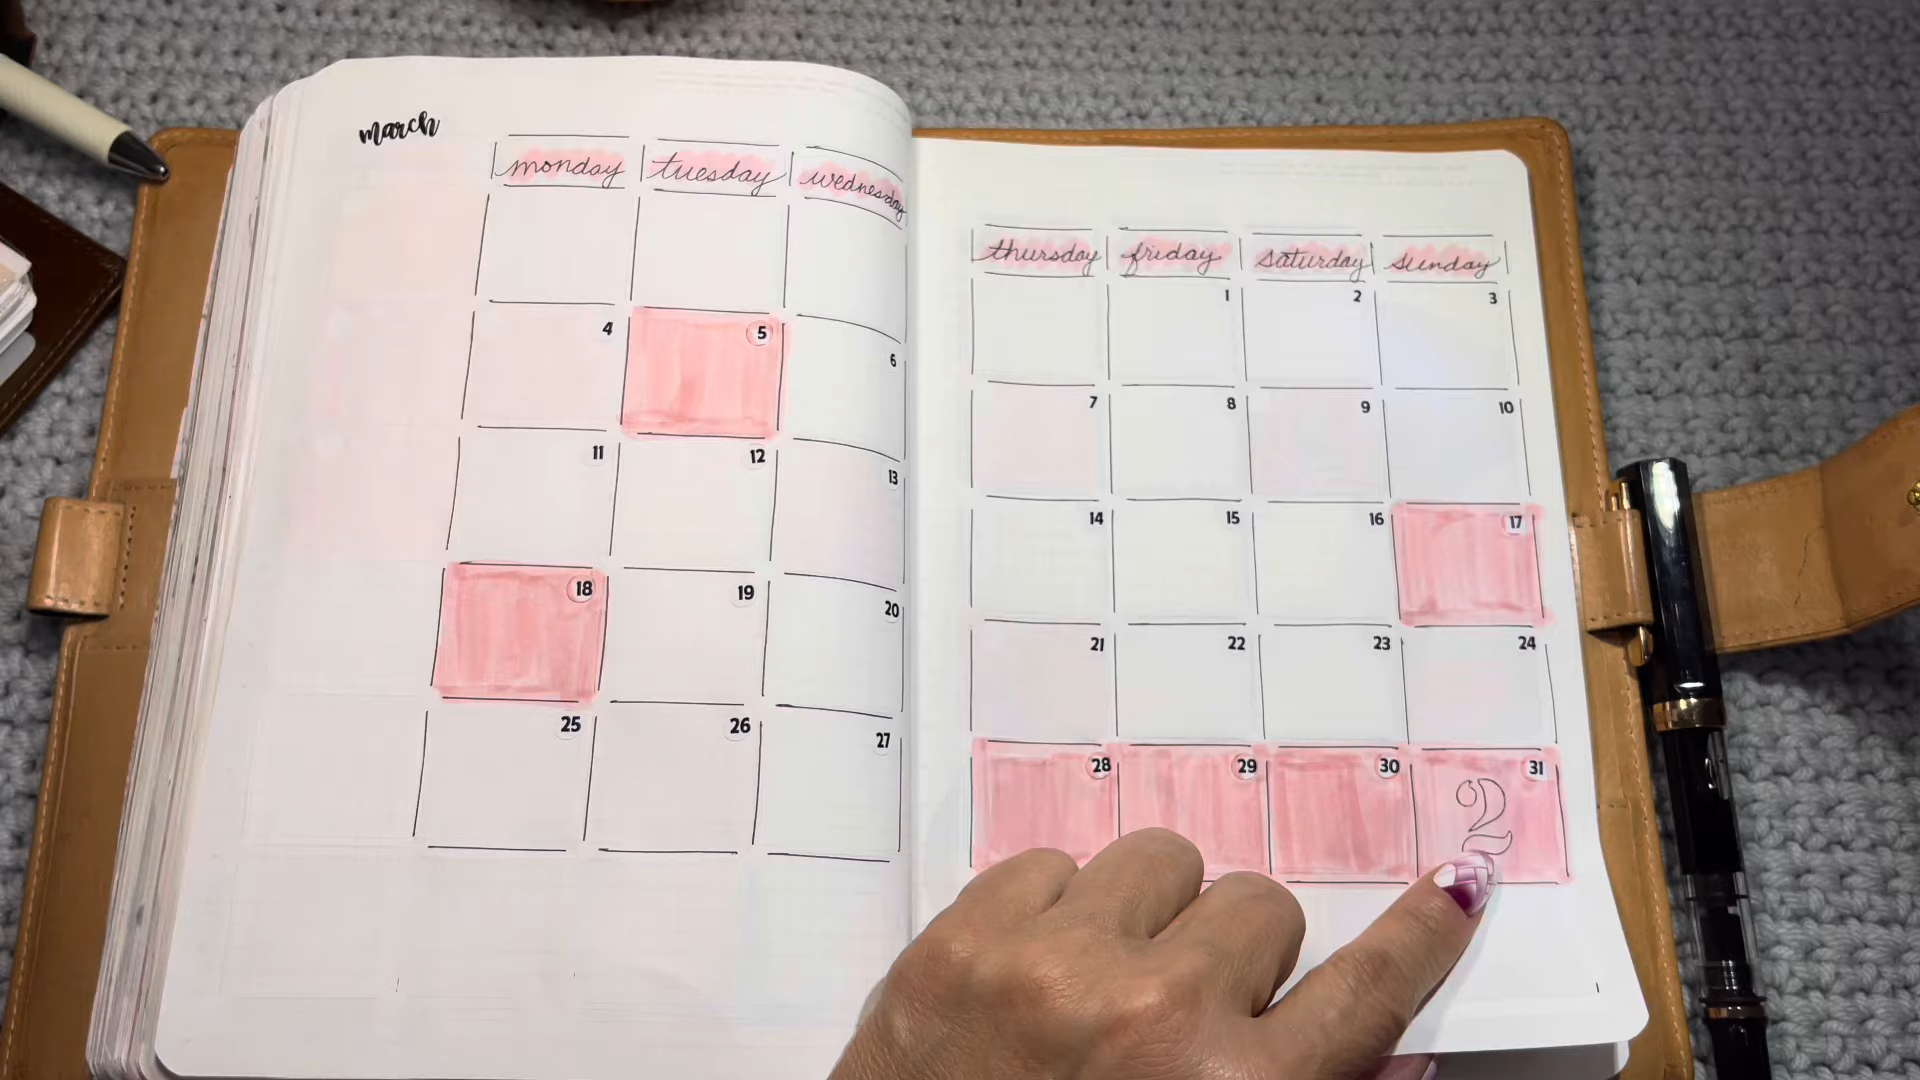 march
monday tuesday wednesday thursday friday saturday sunday
1 2 3
4 5 6 7 8 9 10
11 12 13 14 15 16 17
18 19 20 21 22 23 24
25 26 27 28 29 30 31
2